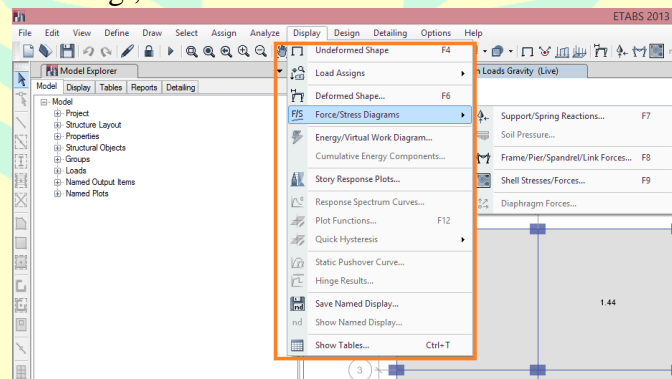 ETABS 2013
File Edit View Define Draw Select Assign Analyze Display Design Detailing Options Help
Model Explorer
Model Display Tables Reports Detailing
Model
Project
Structure Layout
Properties
Structural Objects
Groups
Loads
Named Output Items
Named Plots
Undeformed Shape F4
Load Assigns
Deformed Shape... F6
F/S Force/Stress Diagrams
Energy/Virtual Work Diagram...
Cumulative Energy Components...
Story Response Plots...
Response Spectrum Curves...
Plot Functions... F12
Quick Hysteresis
Static Pushover Curve...
Hinge Results...
Save Named Display...
nd Show Named Display...
Show Tables... Ctrl+T
Loads Gravity (Live)
Support/Spring Reactions... F7
Soil Pressure...
Frame/Pier/Spandrel/Link Forces... F8
Shell Stresses/Forces... F9
Diaphragm Forces...
1.44
3